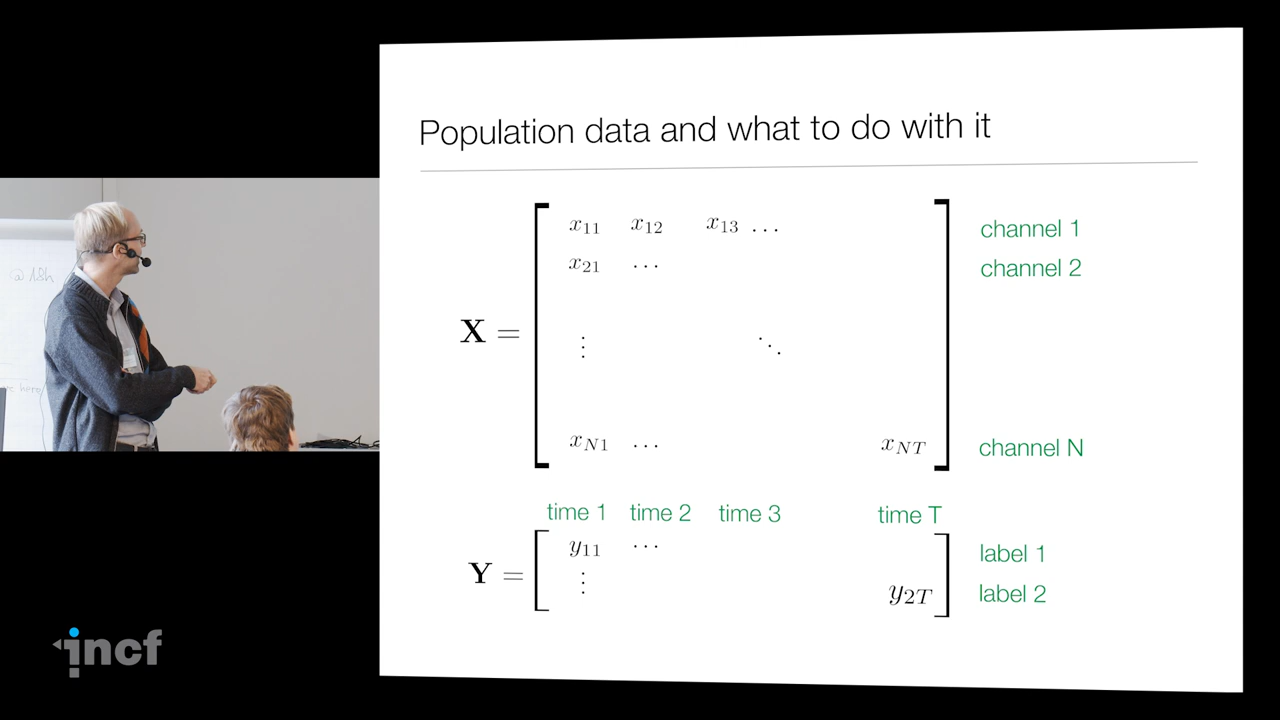 Population data and what to do with it
x11 x12 x13 ... channel 1
x21 ... channel 2
X =
⋮ ⋱
xN1 ... xNT channel N
time 1 time 2 time 3 time T
y11 ... label 1
Y =
⋮ y2T label 2
@ 18h
incf